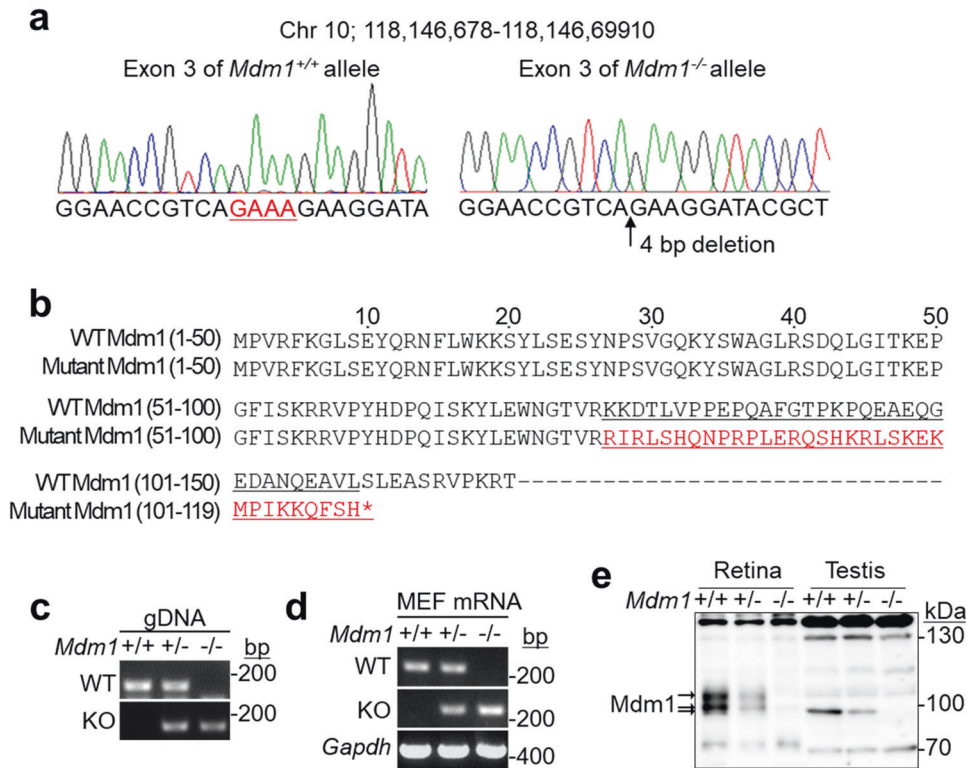 a
Chr 10; 118,146,678-118,146,69910
Exon 3 of Mdm1+/+ allele
Exon 3 of Mdm1-/- allele
GGAACCGTCAGAAAGAAGGATA
GGAACCGTCAGAAGGATACGCT
4 bp deletion
b
10 20 30 40 50
WT Mdm1 (1-50) MPVRFKGLSEYQRNFLWKKSYLSESYNPSVGQKYSWAGLRSDQLGITKEP
Mutant Mdm1 (1-50) MPVRFKGLSEYQRNFLWKKSYLSESYNPSVGQKYSWAGLRSDQLGITKEP
WT Mdm1 (51-100) GFISKRRVPYHDPQISKYLEWNGTVRKKDTLVPPEPQAFGTPKPQEAEQG
Mutant Mdm1 (51-100) GFISKRRVPYHDPQISKYLEWNGTVRRIRLSHQNPRPLERQSHKRLSKEK
WT Mdm1 (101-150) EDANQEAVLSLEASRVPKRT------------------------------
Mutant Mdm1 (101-119) MPIKKQFSH*
c
gDNA
Mdm1 +/+ +/- -/- bp
WT -200
KO -200
d
MEF mRNA
Mdm1 +/+ +/- -/- bp
WT -200
KO -200
Gapdh -400
e
Retina Testis
Mdm1 +/+ +/- -/- +/+ +/- -/- kDa
-130
Mdm1 -100
-70